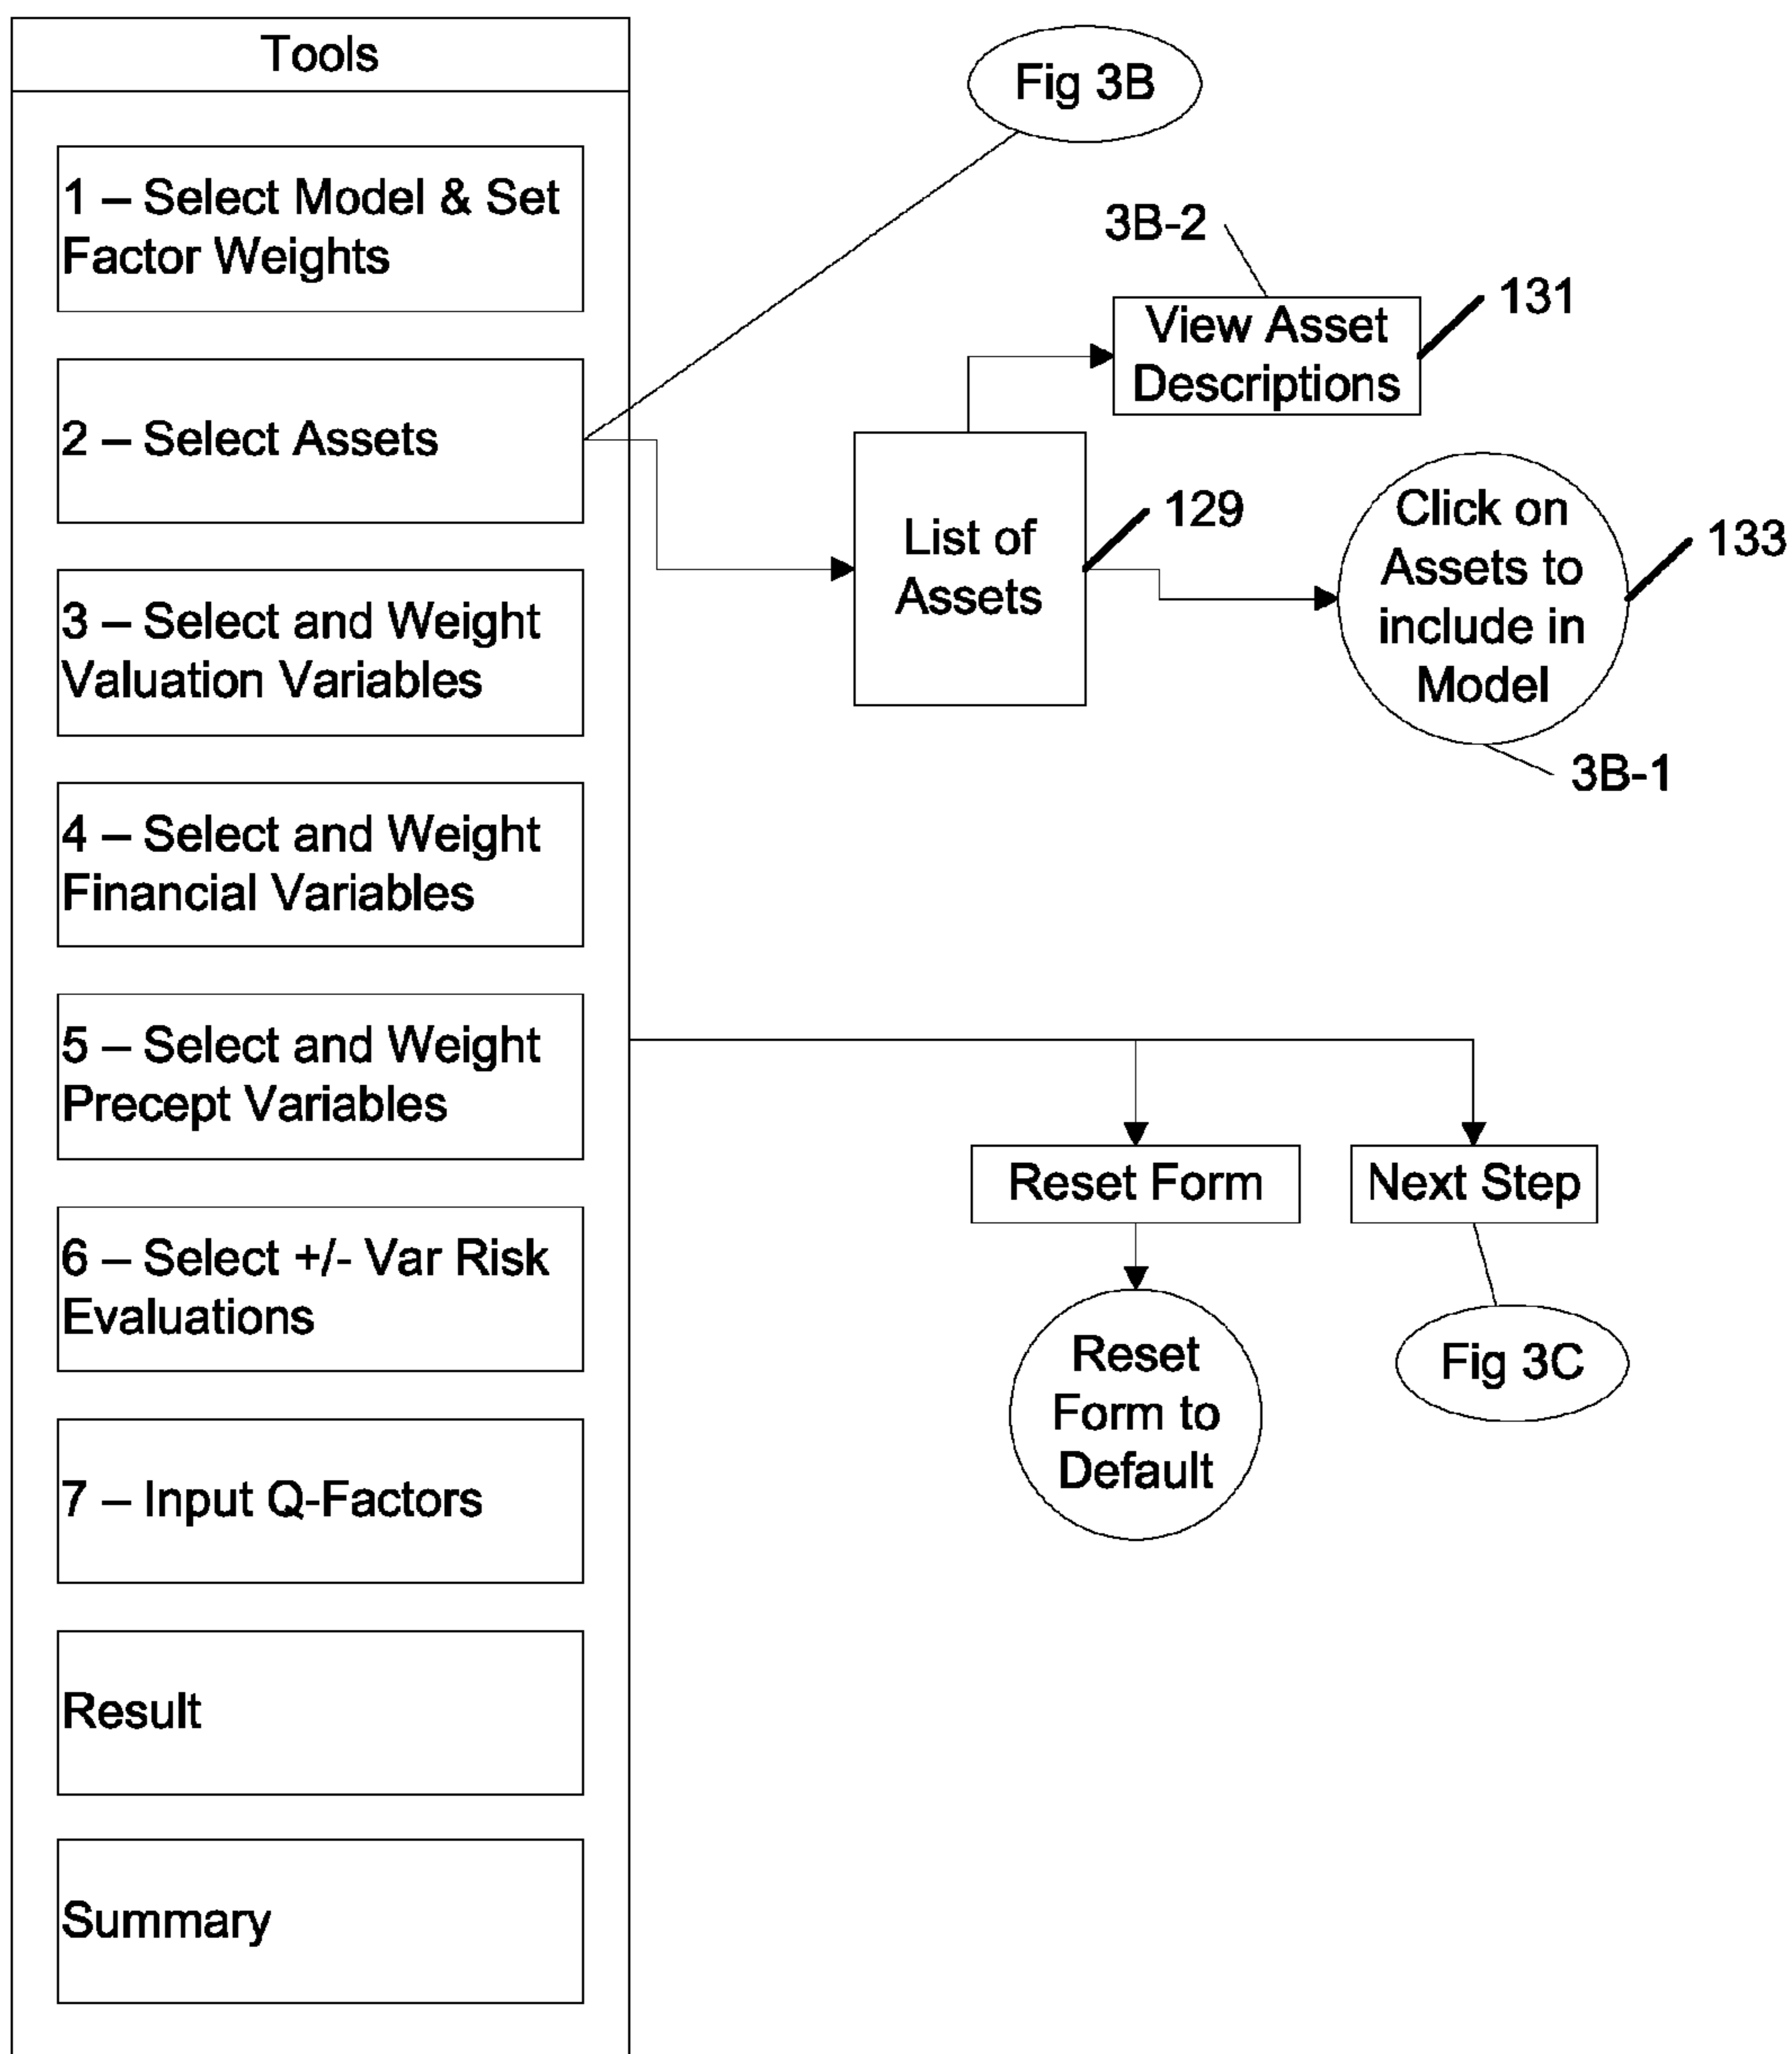 Tools
1 – Select Model & Set
Factor Weights
2 – Select Assets
3 – Select and Weight
Valuation Variables
4 – Select and Weight
Financial Variables
5 – Select and Weight
Precept Variables
6 – Select +/- Var Risk
Evaluations
7 – Input Q-Factors
Result
Summary
Fig 3B
3B-2
View Asset
Descriptions
131
List of
Assets
129
Click on
Assets to
include in
Model
133
3B-1
Reset Form
Next Step
Reset
Form to
Default
Fig 3C